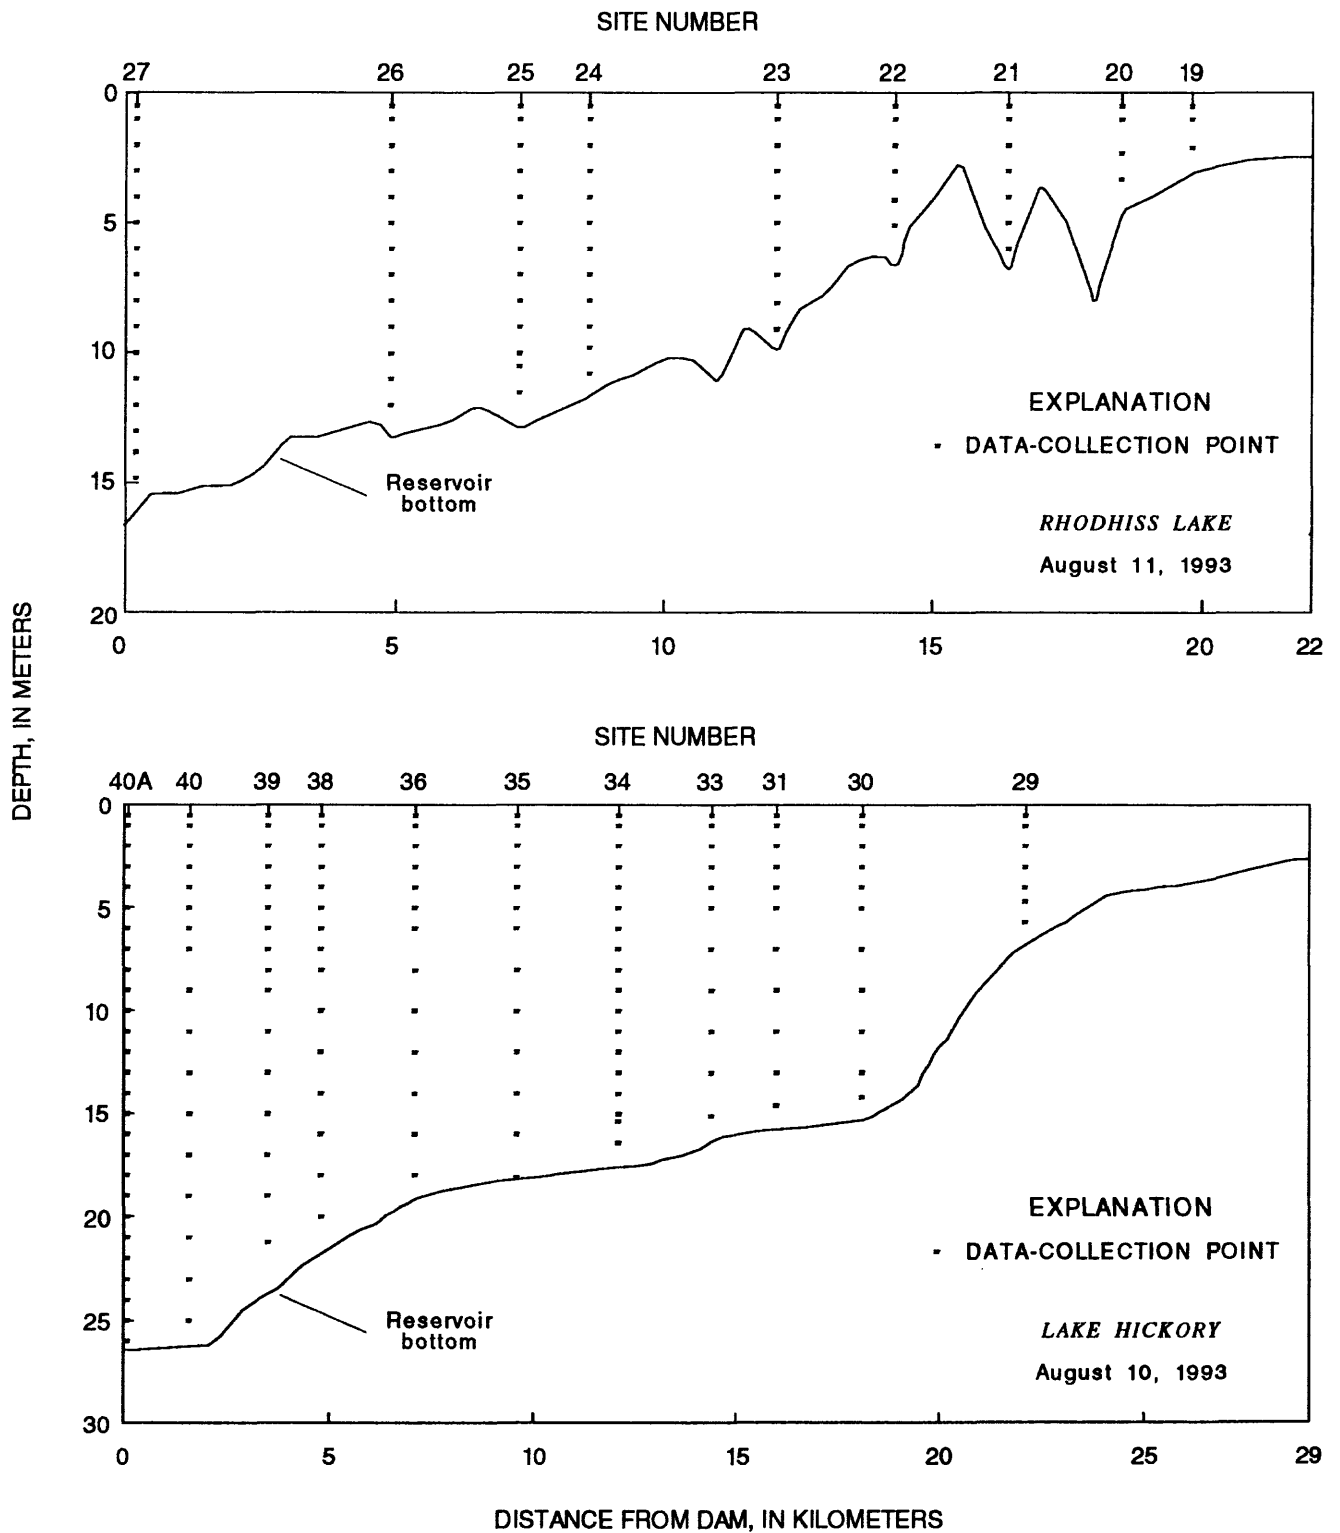 SITE NUMBER
27 26 25 24 23 22 21 20 19
0
5
10
15
20
EXPLANATION
DATA-COLLECTION POINT
Reservoir
bottom
RHODHISS LAKE
August 11, 1993
0 5 10 15 20 22
DEPTH, IN METERS
SITE NUMBER
40A 40 39 38 36 35 34 33 31 30 29
0
5
10
15
20
25
30
EXPLANATION
DATA-COLLECTION POINT
Reservoir
bottom
LAKE HICKORY
August 10, 1993
0 5 10 15 20 25 29
DISTANCE FROM DAM, IN KILOMETERS